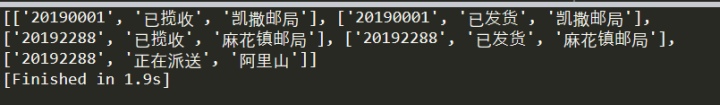 [['20190001', '已揽收', '凯撒邮局'], ['20190001', '已发货', '凯撒邮局'],
['20192288', '已揽收', '麻花镇邮局'], ['20192288', '已发货', '麻花镇邮局'],
['20192288', '正在派送', '阿里山']]
[Finished in 1.9s]